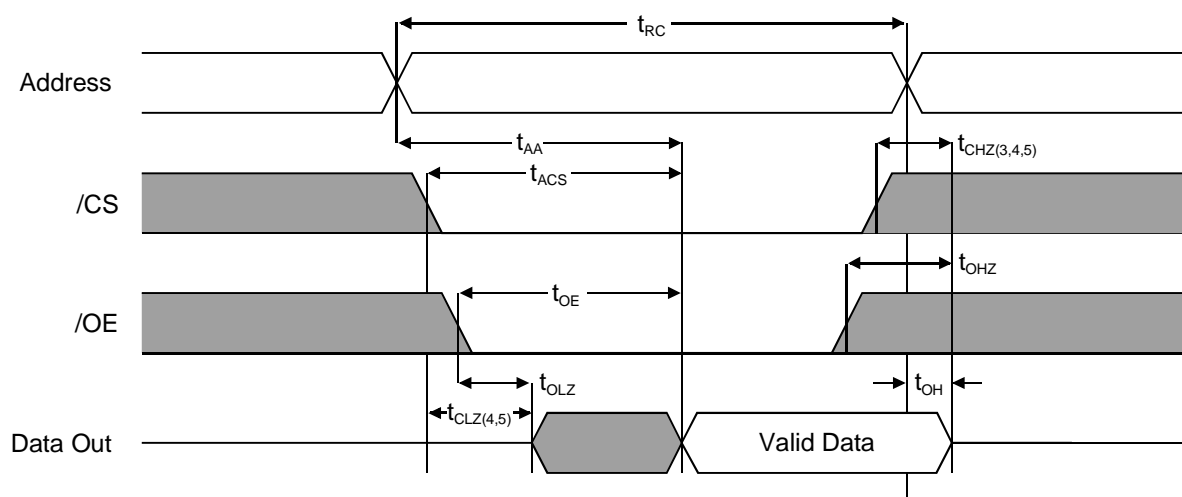 tRC
Address
tAA
tCHZ(3,4,5)
tACS
/CS
tOHZ
tOE
/OE
tOLZ
tOH
tCLZ(4,5)
Data Out
Valid Data